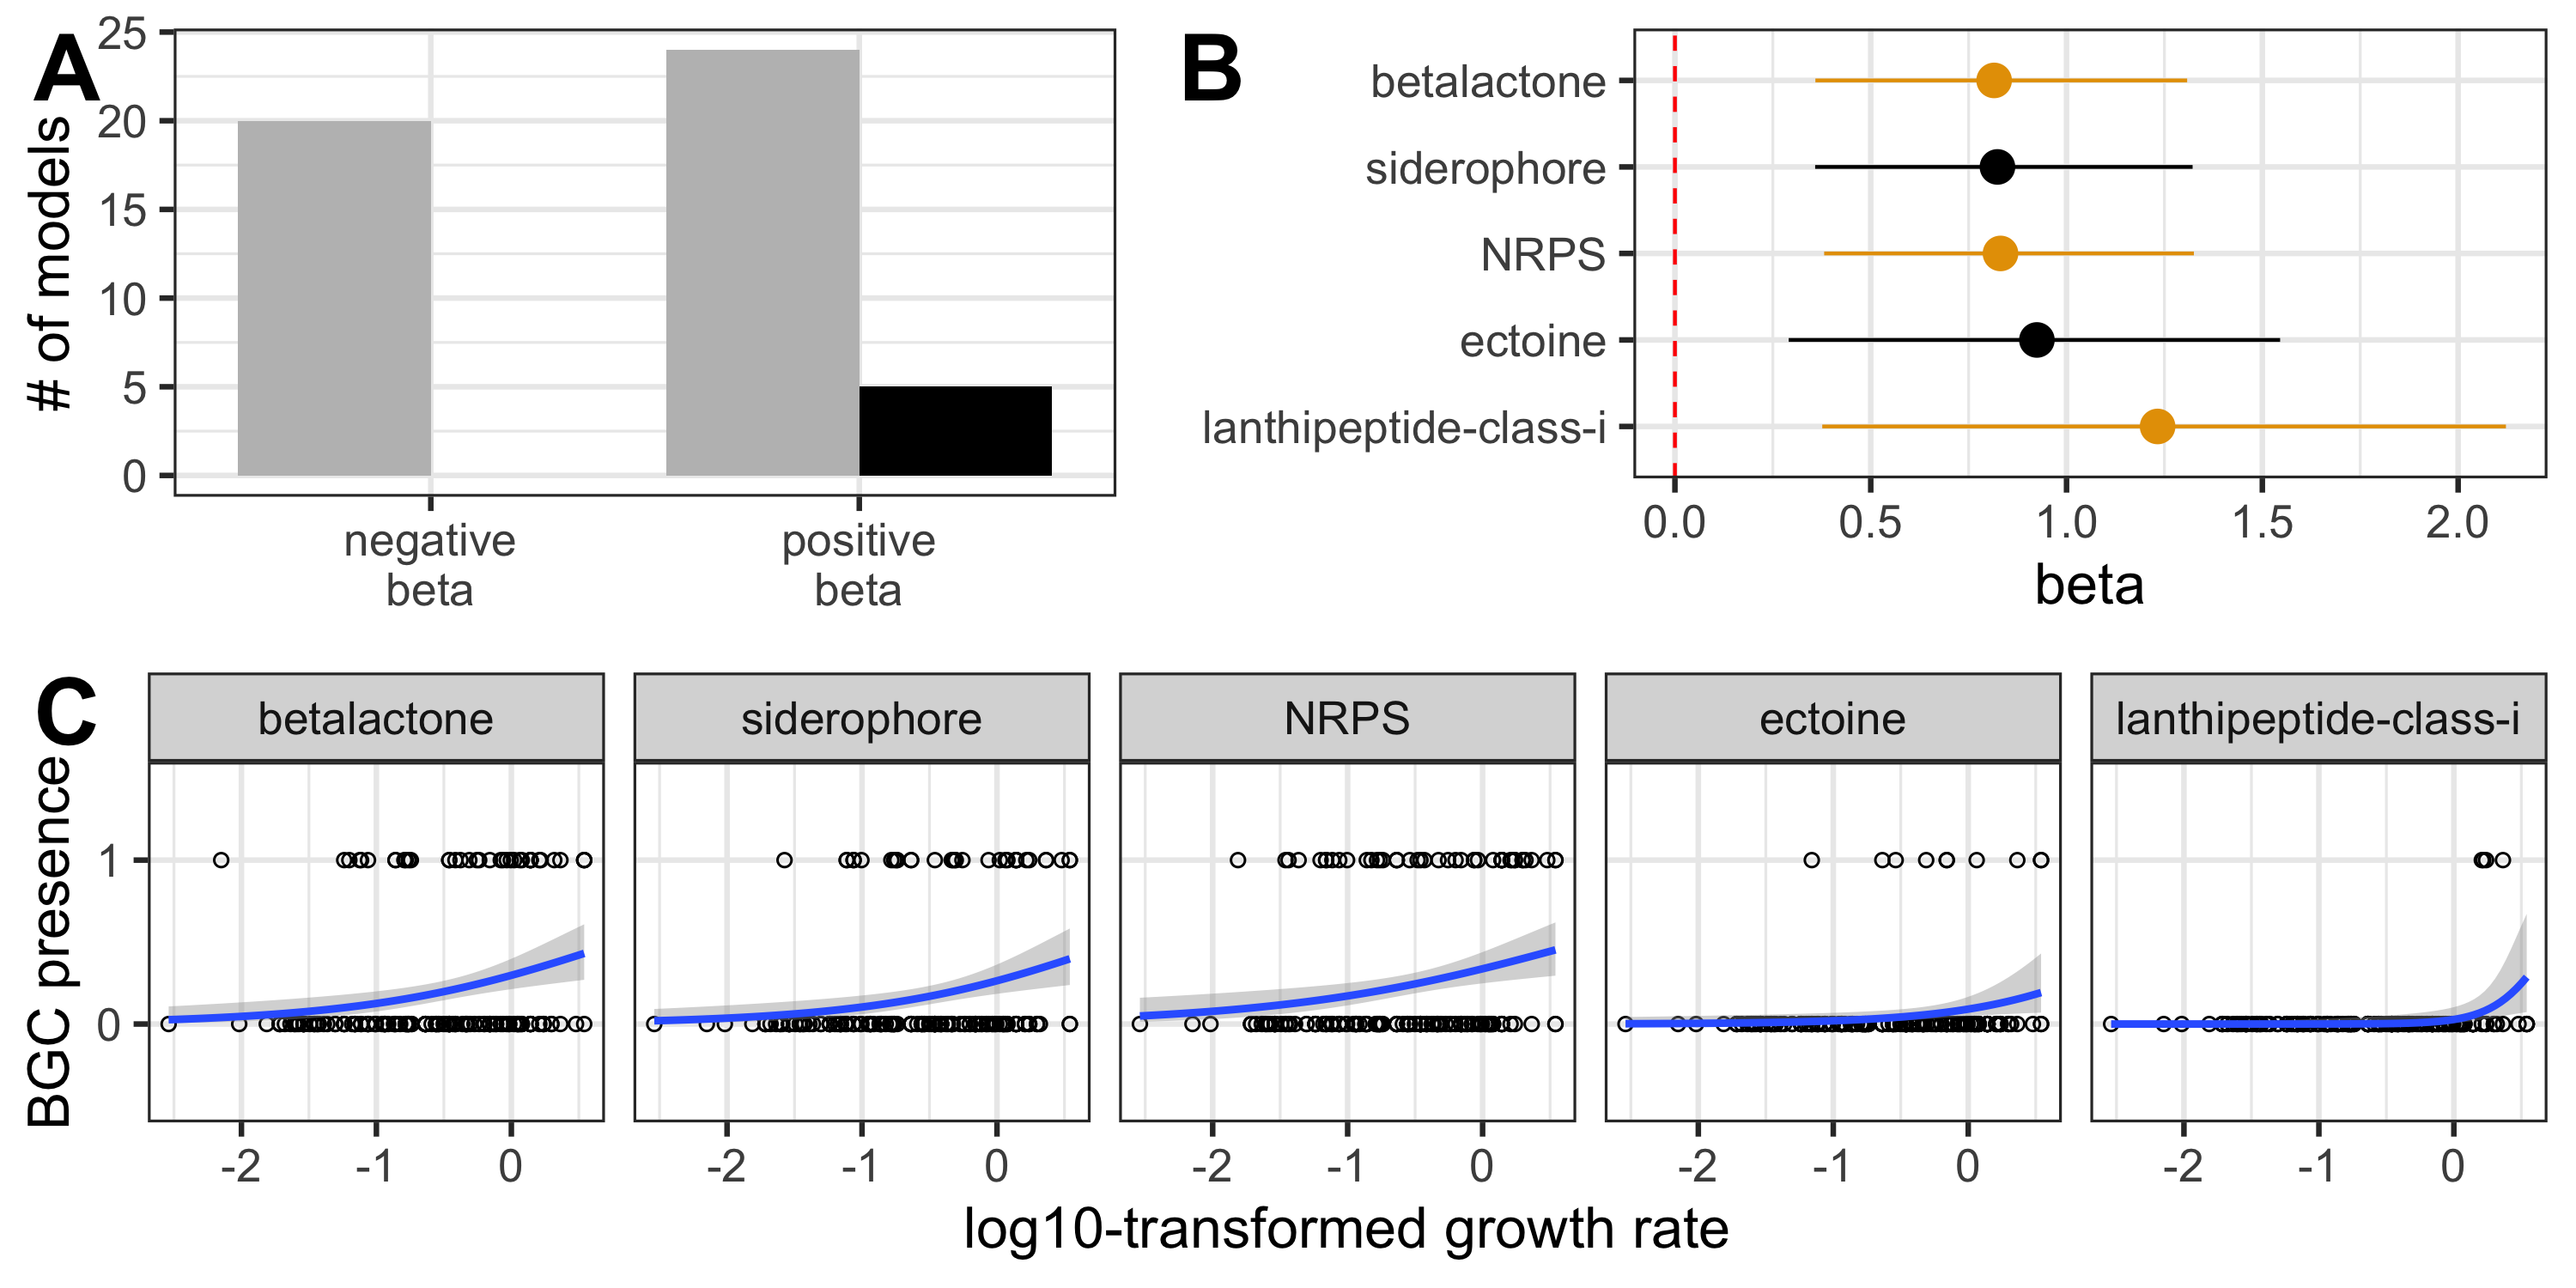 A
25
20
15
10
5
0
# of models
negative
beta
positive
beta
B
betalactone
siderophore
NRPS
ectoine
lanthipeptide-class-i
0.0 0.5 1.0 1.5 2.0
beta
C
betalactone siderophore NRPS ectoine lanthipeptide-class-i
BGC presence
1
0
-2 -1 0 -2 -1 0 -2 -1 0 -2 -1 0 -2 -1 0
log10-transformed growth rate